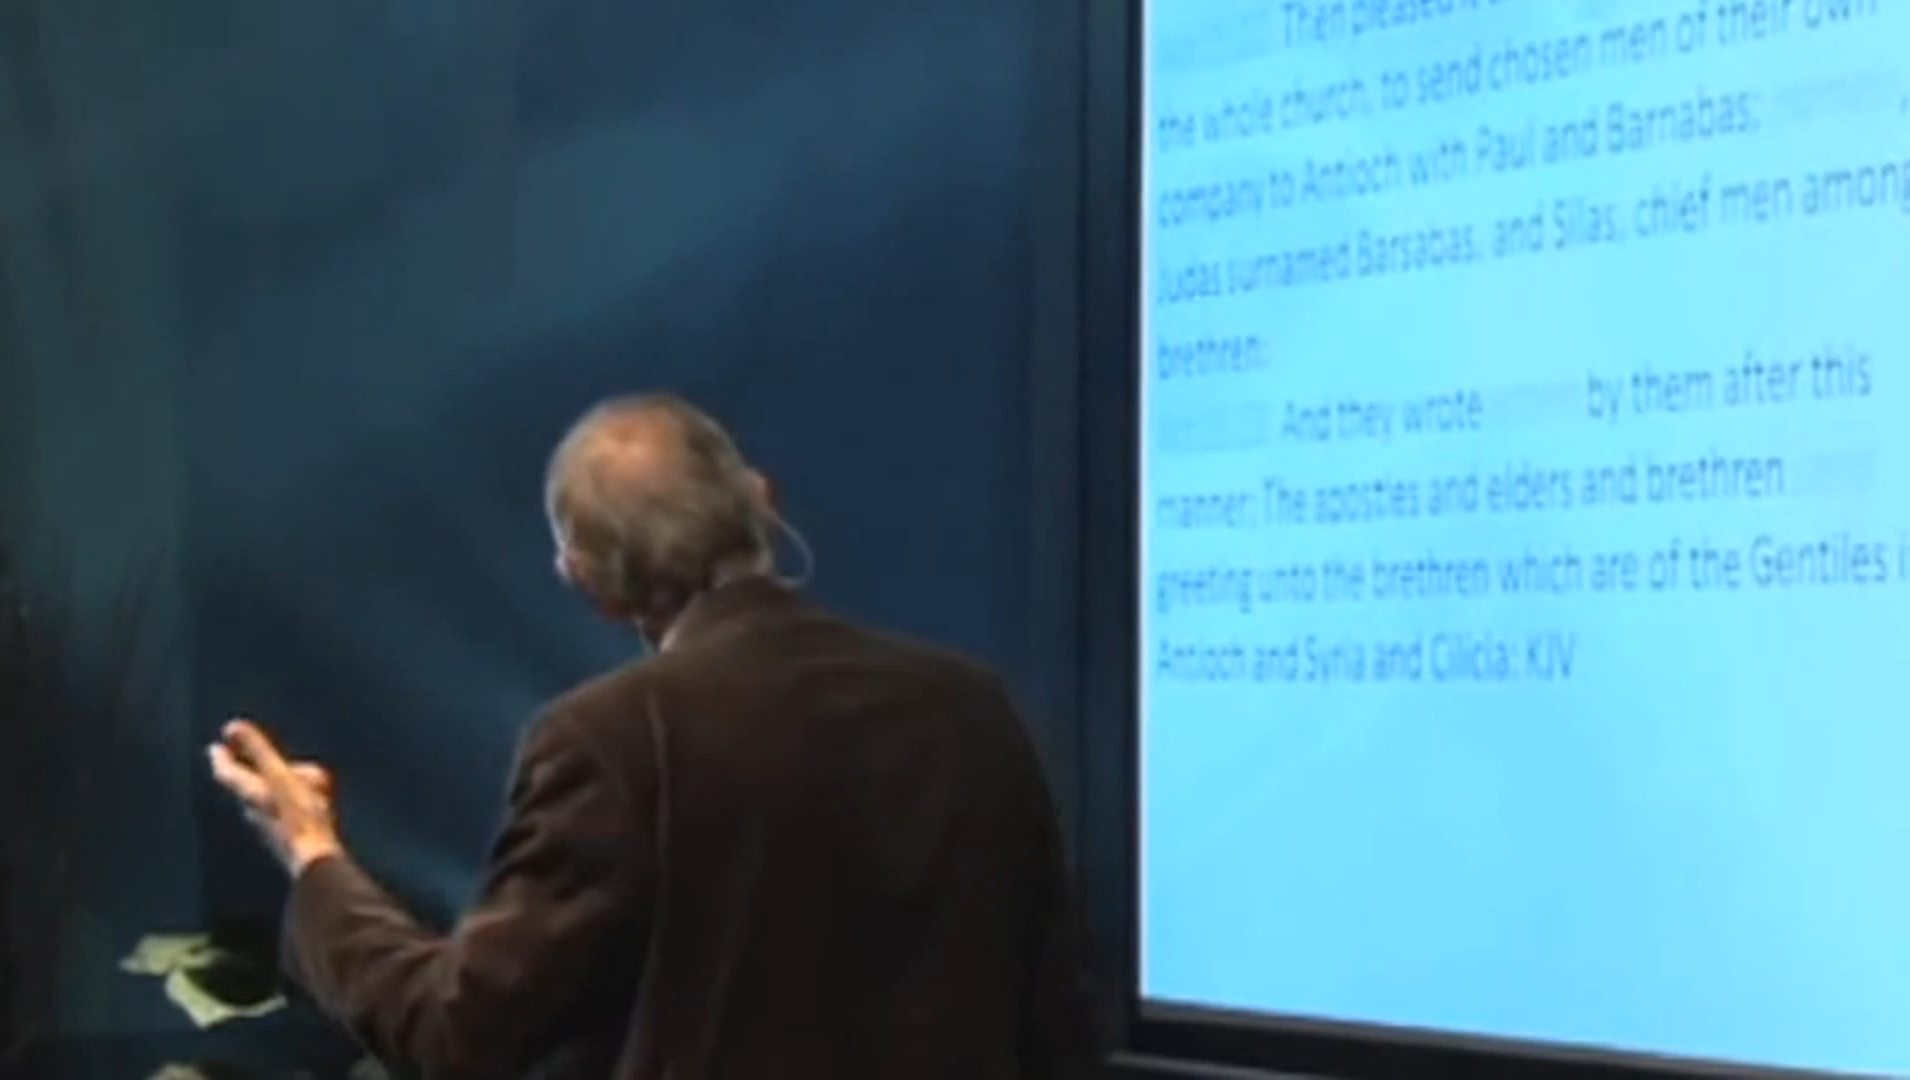 Then pleased it
the whole church, to send chosen men of their own
company to Antioch with Paul and Barnabas;
Judas surnamed Barsabas, and Silas, chief men among
brethren:
And they wrote by them after this
manner; The apostles and elders and brethren
greeting unto the brethren which are of the Gentiles i
Antioch and Syria and Cilicia: KJV